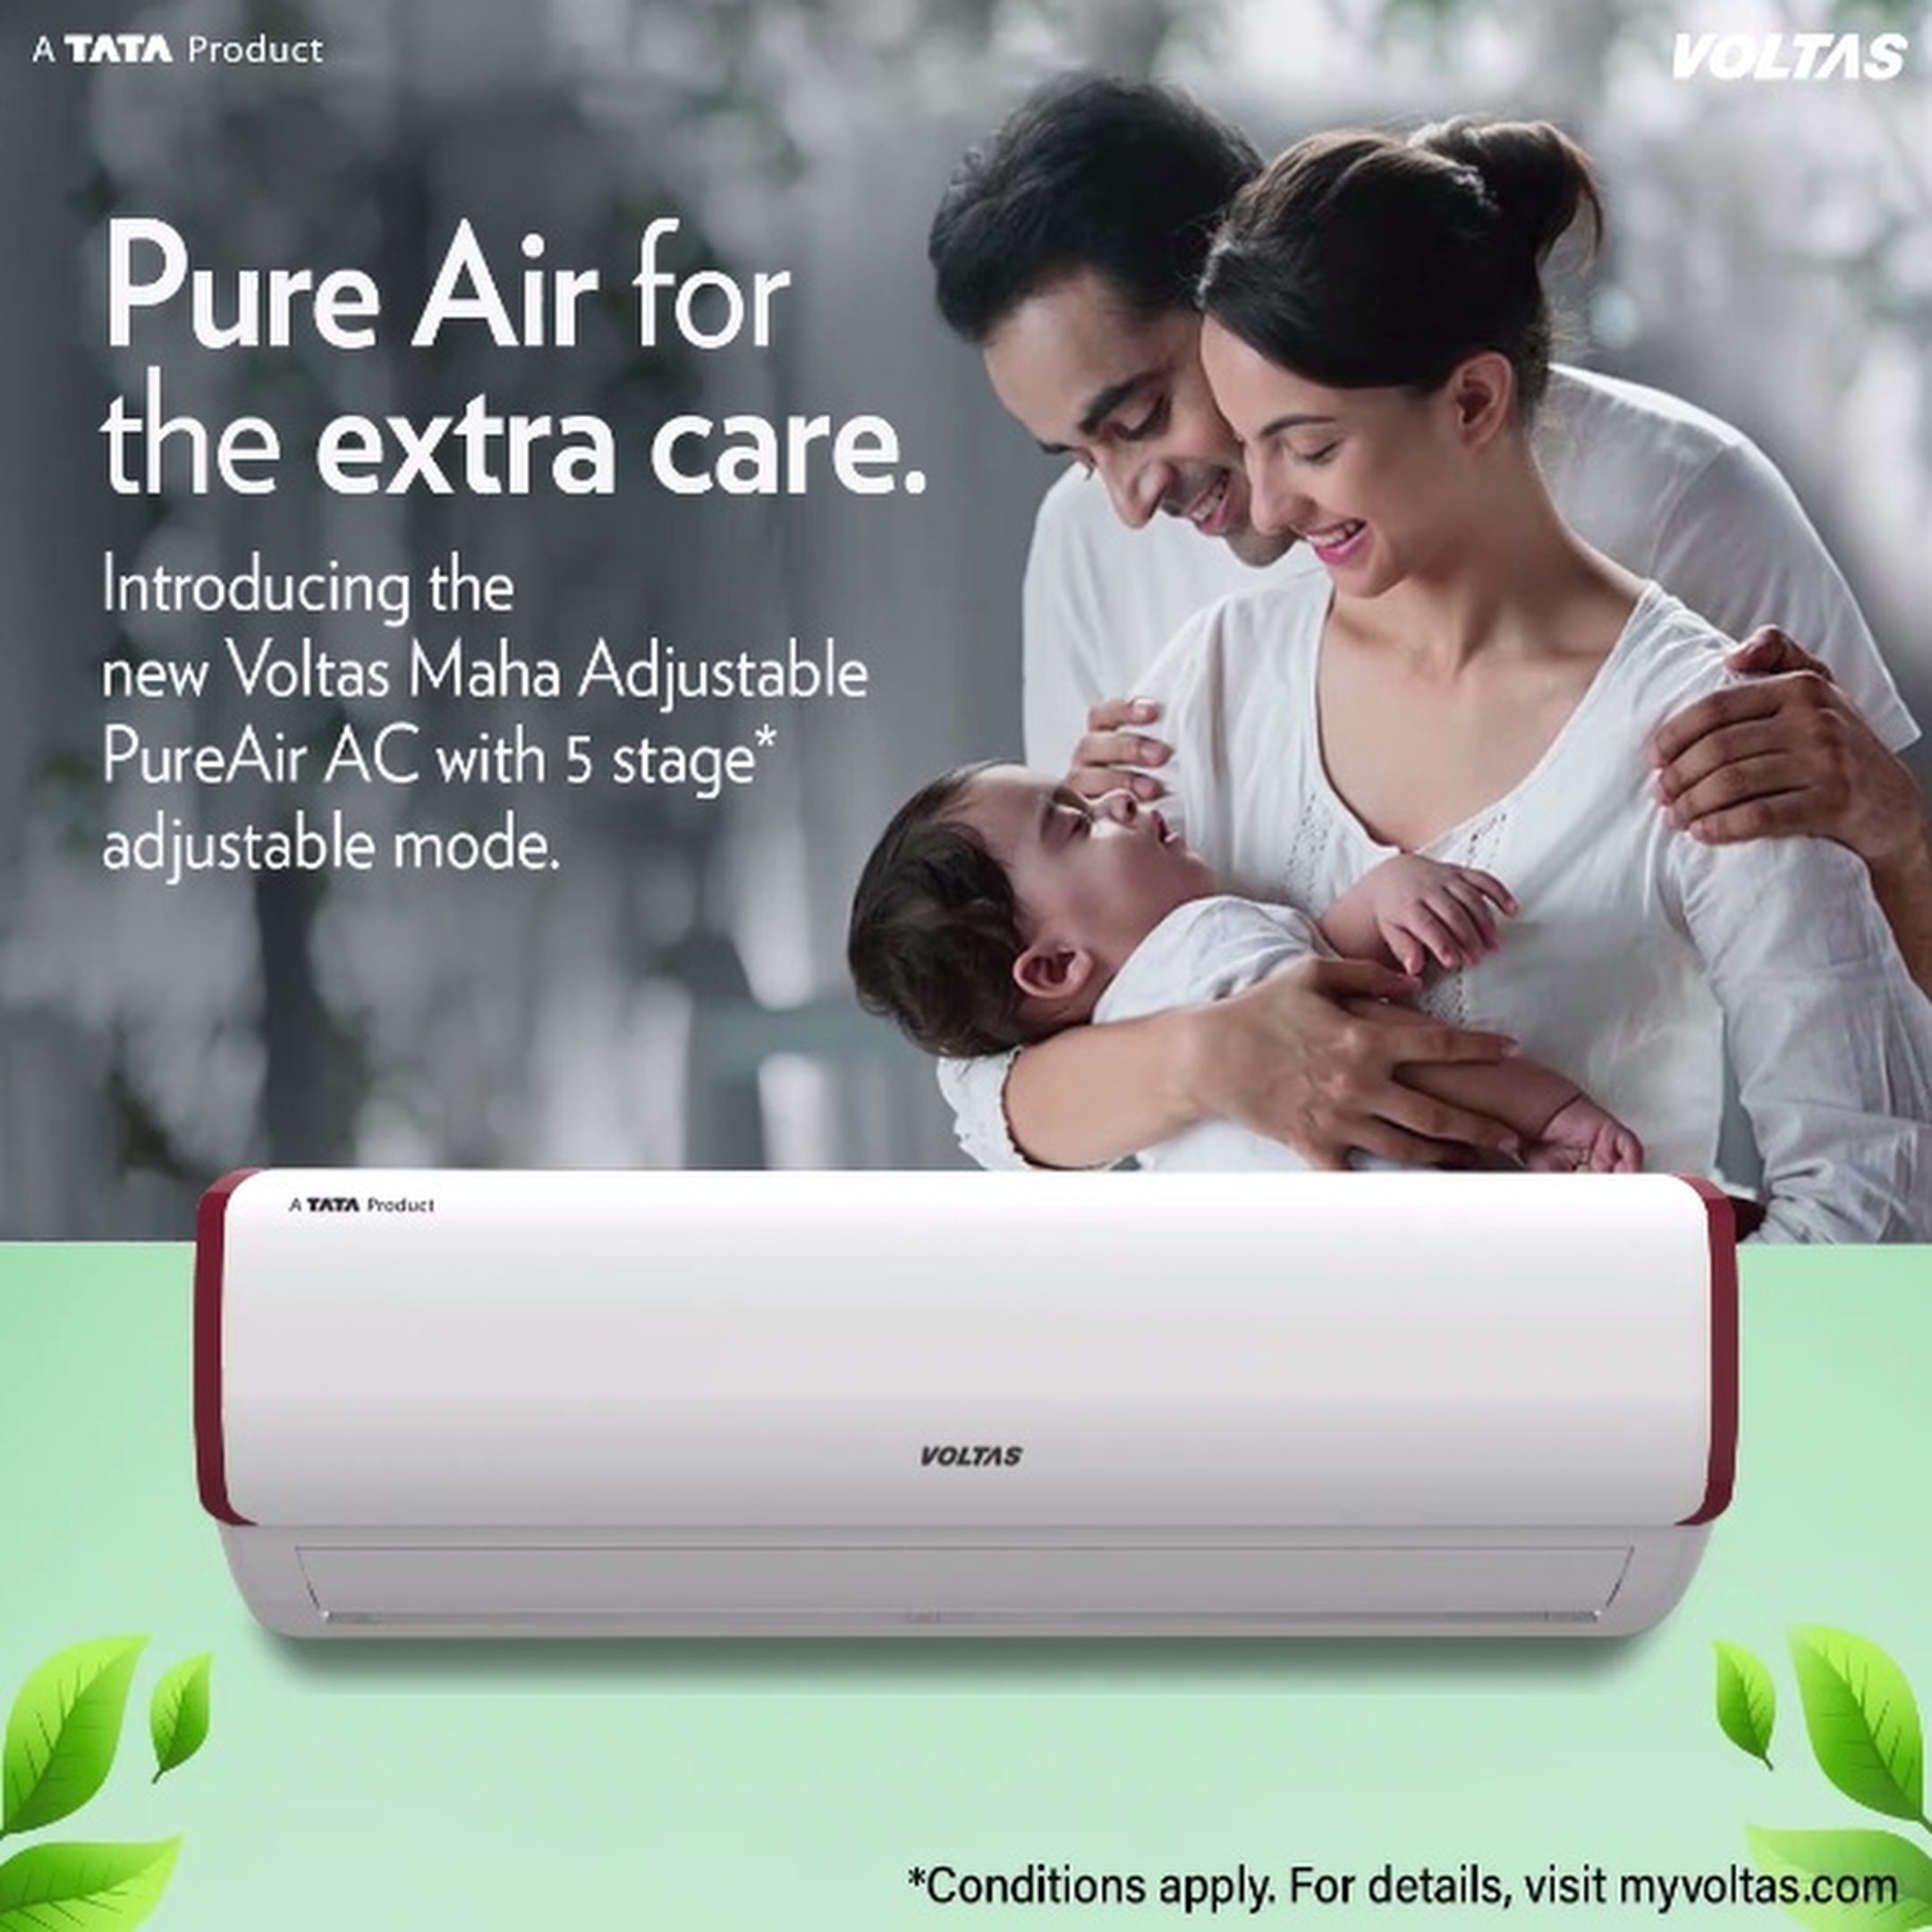 A TATA Product
VOLTAS
Pure Air for
the extra care.
Introducing the
new Voltas Maha Adjustable
PureAir AC with 5 stage*
adjustable mode.
A TATA Product
VOLTAS
*Conditions apply. For details, visit myvoltas.com